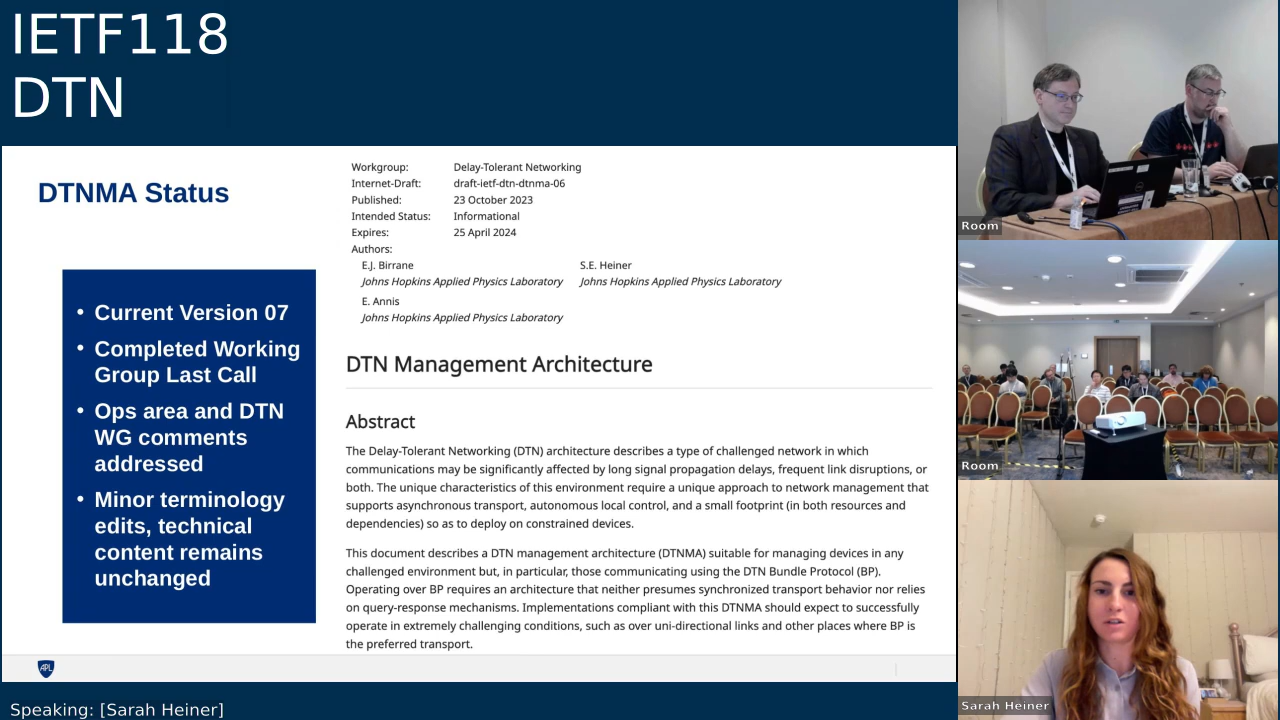 IETF118
DTN
DTNMA Status
• Current Version 07
• Completed Working
Group Last Call
• Ops area and DTN
WG comments
addressed
• Minor terminology
edits, technical
content remains
unchanged
Workgroup: Delay-Tolerant Networking
Internet-Draft: draft-ietf-dtn-dtnma-06
Published: 23 October 2023
Intended Status: Informational
Expires: 25 April 2024
Authors:
E.J. Birrane S.E. Heiner
Johns Hopkins Applied Physics Laboratory Johns Hopkins Applied Physics Laboratory
E. Annis
Johns Hopkins Applied Physics Laboratory
DTN Management Architecture
Abstract
The Delay-Tolerant Networking (DTN) architecture describes a type of challenged network in which
communications may be significantly affected by long signal propagation delays, frequent link disruptions, or
both. The unique characteristics of this environment require a unique approach to network management that
supports asynchronous transport, autonomous local control, and a small footprint (in both resources and
dependencies) so as to deploy on constrained devices.
This document describes a DTN management architecture (DTNMA) suitable for managing devices in any
challenged environment but, in particular, those communicating using the DTN Bundle Protocol (BP).
Operating over BP requires an architecture that neither presumes synchronized transport behavior nor relies
on query-response mechanisms. Implementations compliant with this DTNMA should expect to successfully
operate in extremely challenging conditions, such as over uni-directional links and other places where BP is
the preferred transport.
APL
Speaking: [Sarah Heiner]
Room
Room
Sarah Heiner